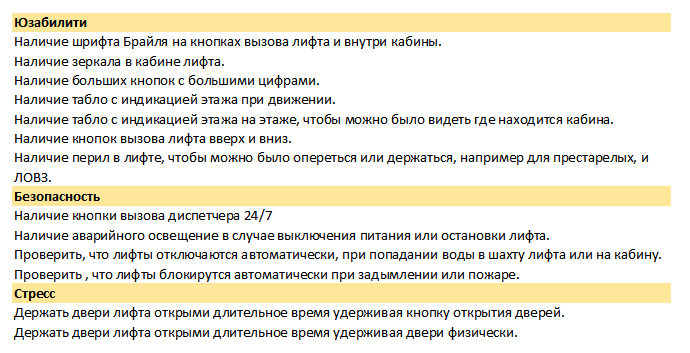 Юзабилити
Наличие шрифта Брайля на кнопках вызова лифта и внутри кабины.
Наличие зеркала в кабине лифта.
Наличие больших кнопок с большими цифрами.
Наличие табло с индикацией этажа при движении.
Наличие табло с индикацией этажа на этаже, чтобы можно было видеть где находится кабина.
Наличие кнопок вызова лифта вверх и вниз.
Наличие перил в лифте, чтобы можно было опереться или держаться, например для престарелых, и
ЛОВЗ.
Безопасность
Наличие кнопки вызова диспетчера 24/7
Наличие аварийного освещение в случае выключения питания или остановки лифта.
Проверить, что лифты отключаются автоматически, при попадании воды в шахту лифта или на кабину.
Проверить , что лифты блокирутся автоматически при задымлении или пожаре.
Стресс
Держать двери лифта открыми длительное время удерживая кнопку открытия дверей.
Держать двери лифта открыми длительное время удерживая двери физически.